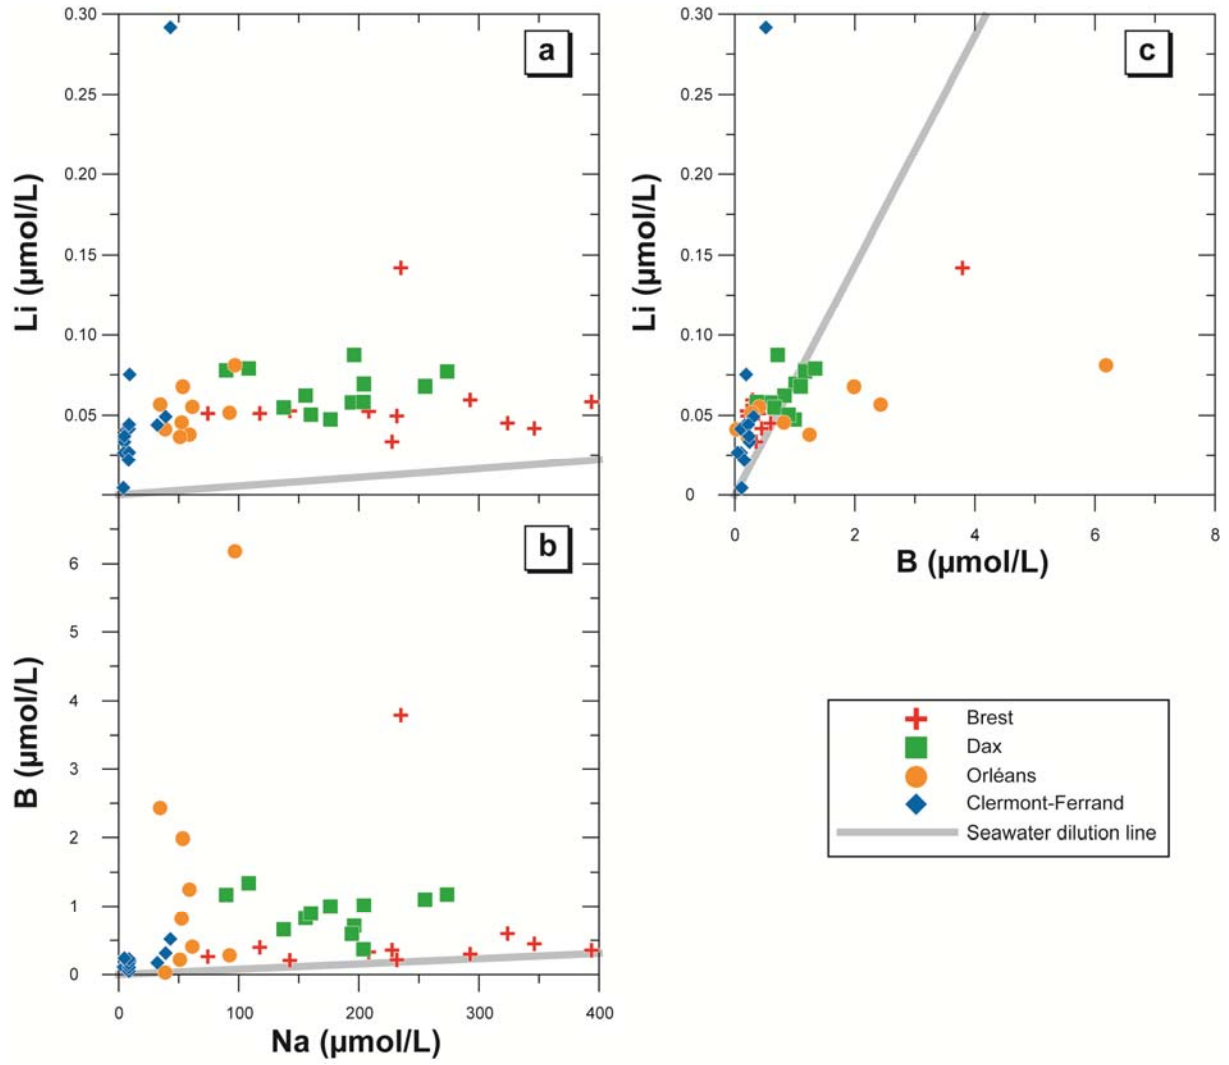 0.30
0.25
0.20
0.15
0.10
0.05
Li (µmol/L)
a
6
5
4
3
2
1
0
B (µmol/L)
b
0
100
200
300
400
Na (µmol/L)
0.30
0.25
0.20
0.15
0.10
0.05
0
Li (µmol/L)
c
0
2
4
6
8
B (µmol/L)
Brest
Dax
Orléans
Clermont-Ferrand
Seawater dilution line